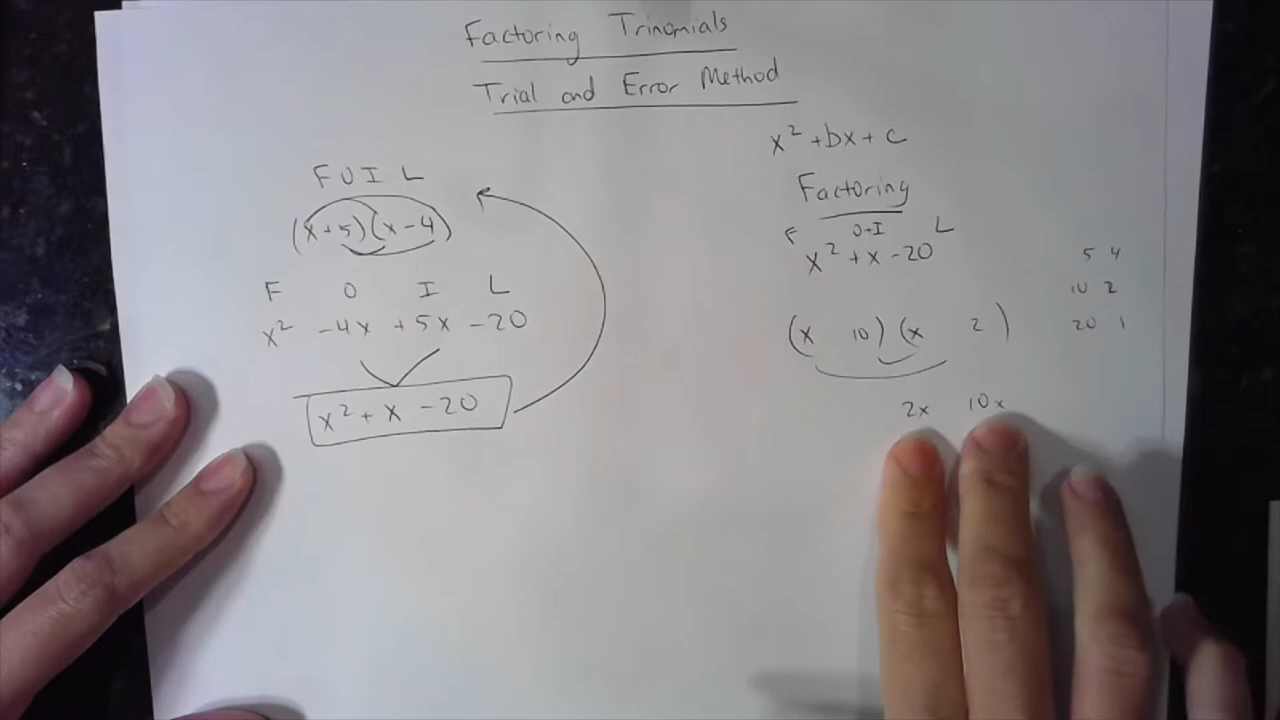 Factoring Trinomials
Trial and Error Method
F O I L
(x + 5)(x - 4)
F O I L
x² - 4x + 5x - 20
x² + x - 20
x² + bx + c
Factoring
F O+I L
x² + x - 20
(x 10)(x 2)
2x 10x
5 4
10 2
20 1